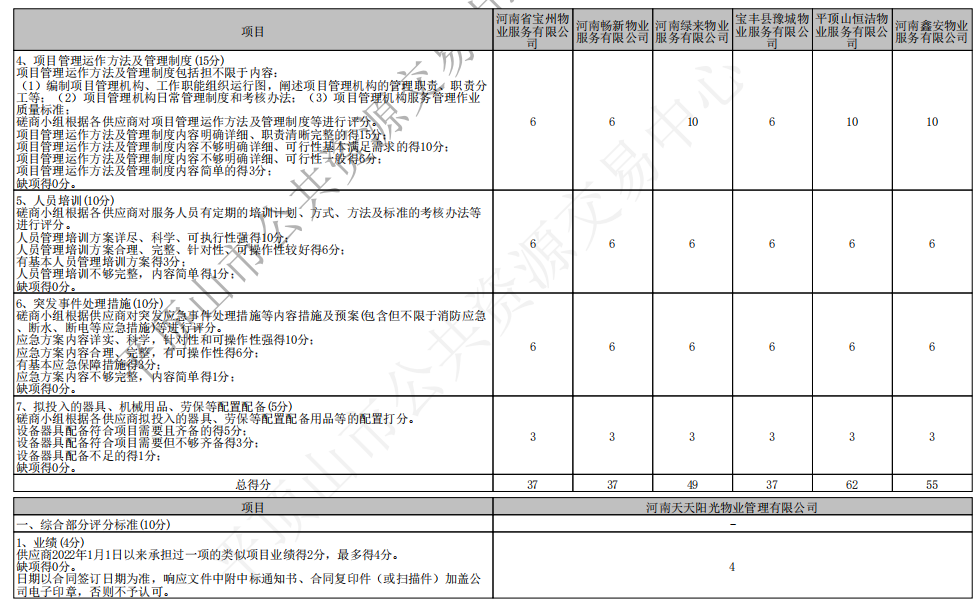 项目
河南省宝州物
业服务有限公
司
河南畅新物业
服务有限公司
河南绿来物业
服务有限公司
宝丰县豫城物
业服务有限公
司
平顶山恒洁物
业服务有限公
司
河南鑫安物业
服务有限公司
4、项目管理运作方法及管理制度(15分)
项目管理运作方法及管理制度包括担不限于内容:
(1)编制项目管理机构、工作职能组织运行图,阐述项目管理机构的管理职责、职责分
工等;(2)项目管理机构日常管理制度和考核办法;(3)项目管理机构服务管理作业
质量标准;
磋商小组根据各供应商对项目管理运作方法及管理制度等进行评分。
项目管理运作方法及管理制度内容明确详细、职责清晰完整的得15分;
项目管理运作方法及管理制度内容不够明确详细、可行性基本满足需求的得10分;
项目管理运作方法及管理制度内容不够明确详细、可行性一般得6分;
项目管理运作方法及管理制度内容简单的得3分;
缺项得0分。
6 6 10 6 10 10
5、人员培训(10分)
磋商小组根据各供应商对服务人员有定期的培训计划、方式、方法及标准的考核办法等
进行评分。
人员管理培训方案详尽、科学、可执行性强得10分;
人员管理培训方案合理、完整、针对性、可操作性较好得6分;
有基本人员管理培训方案得3分;
人员管理培训不够完整,内容简单得1分;
缺项得0分。
6 6 6 6 6 6
6、突发事件处理措施(10分)
磋商小组根据供应商对突发应急事件处理措施等内容措施及预案(包含但不限于消防应急
、断水、断电等应急措施)等进行评分。
应急方案内容详实、科学,针对性和可操作性强得10分;
应急方案内容合理、完整,有可操作性得6分;
有基本应急保障措施得3分;
应急方案内容不够完整,内容简单得1分;
缺项得0分。
6 6 6 6 6 6
7、拟投入的器具、机械用品、劳保等配置配备(5分)
磋商小组根据各供应商拟投入的器具、劳保等配置配备用品等的配置打分。
设备器具配备符合项目需要且齐备的得5分;
设备器具配备符合项目需要但不够齐备得3分;
设备器具配备不足的得1分;
缺项得0分。
3 3 3 3 3 3
总得分 37 37 49 37 62 55
项目 河南天天阳光物业管理有限公司
一、综合部分评分标准(10分) -
1、业绩(4分)
供应商2022年1月1日以来承担过一项的类似项目业绩得2分,最多得4分。
缺项得0分。
日期以合同签订日期为准,响应文件中附中标通知书、合同复印件(或扫描件)加盖公
司电子印章,否则不予认可。
4
平顶山市公共资源交易中心
平顶山市公共资源交易中心